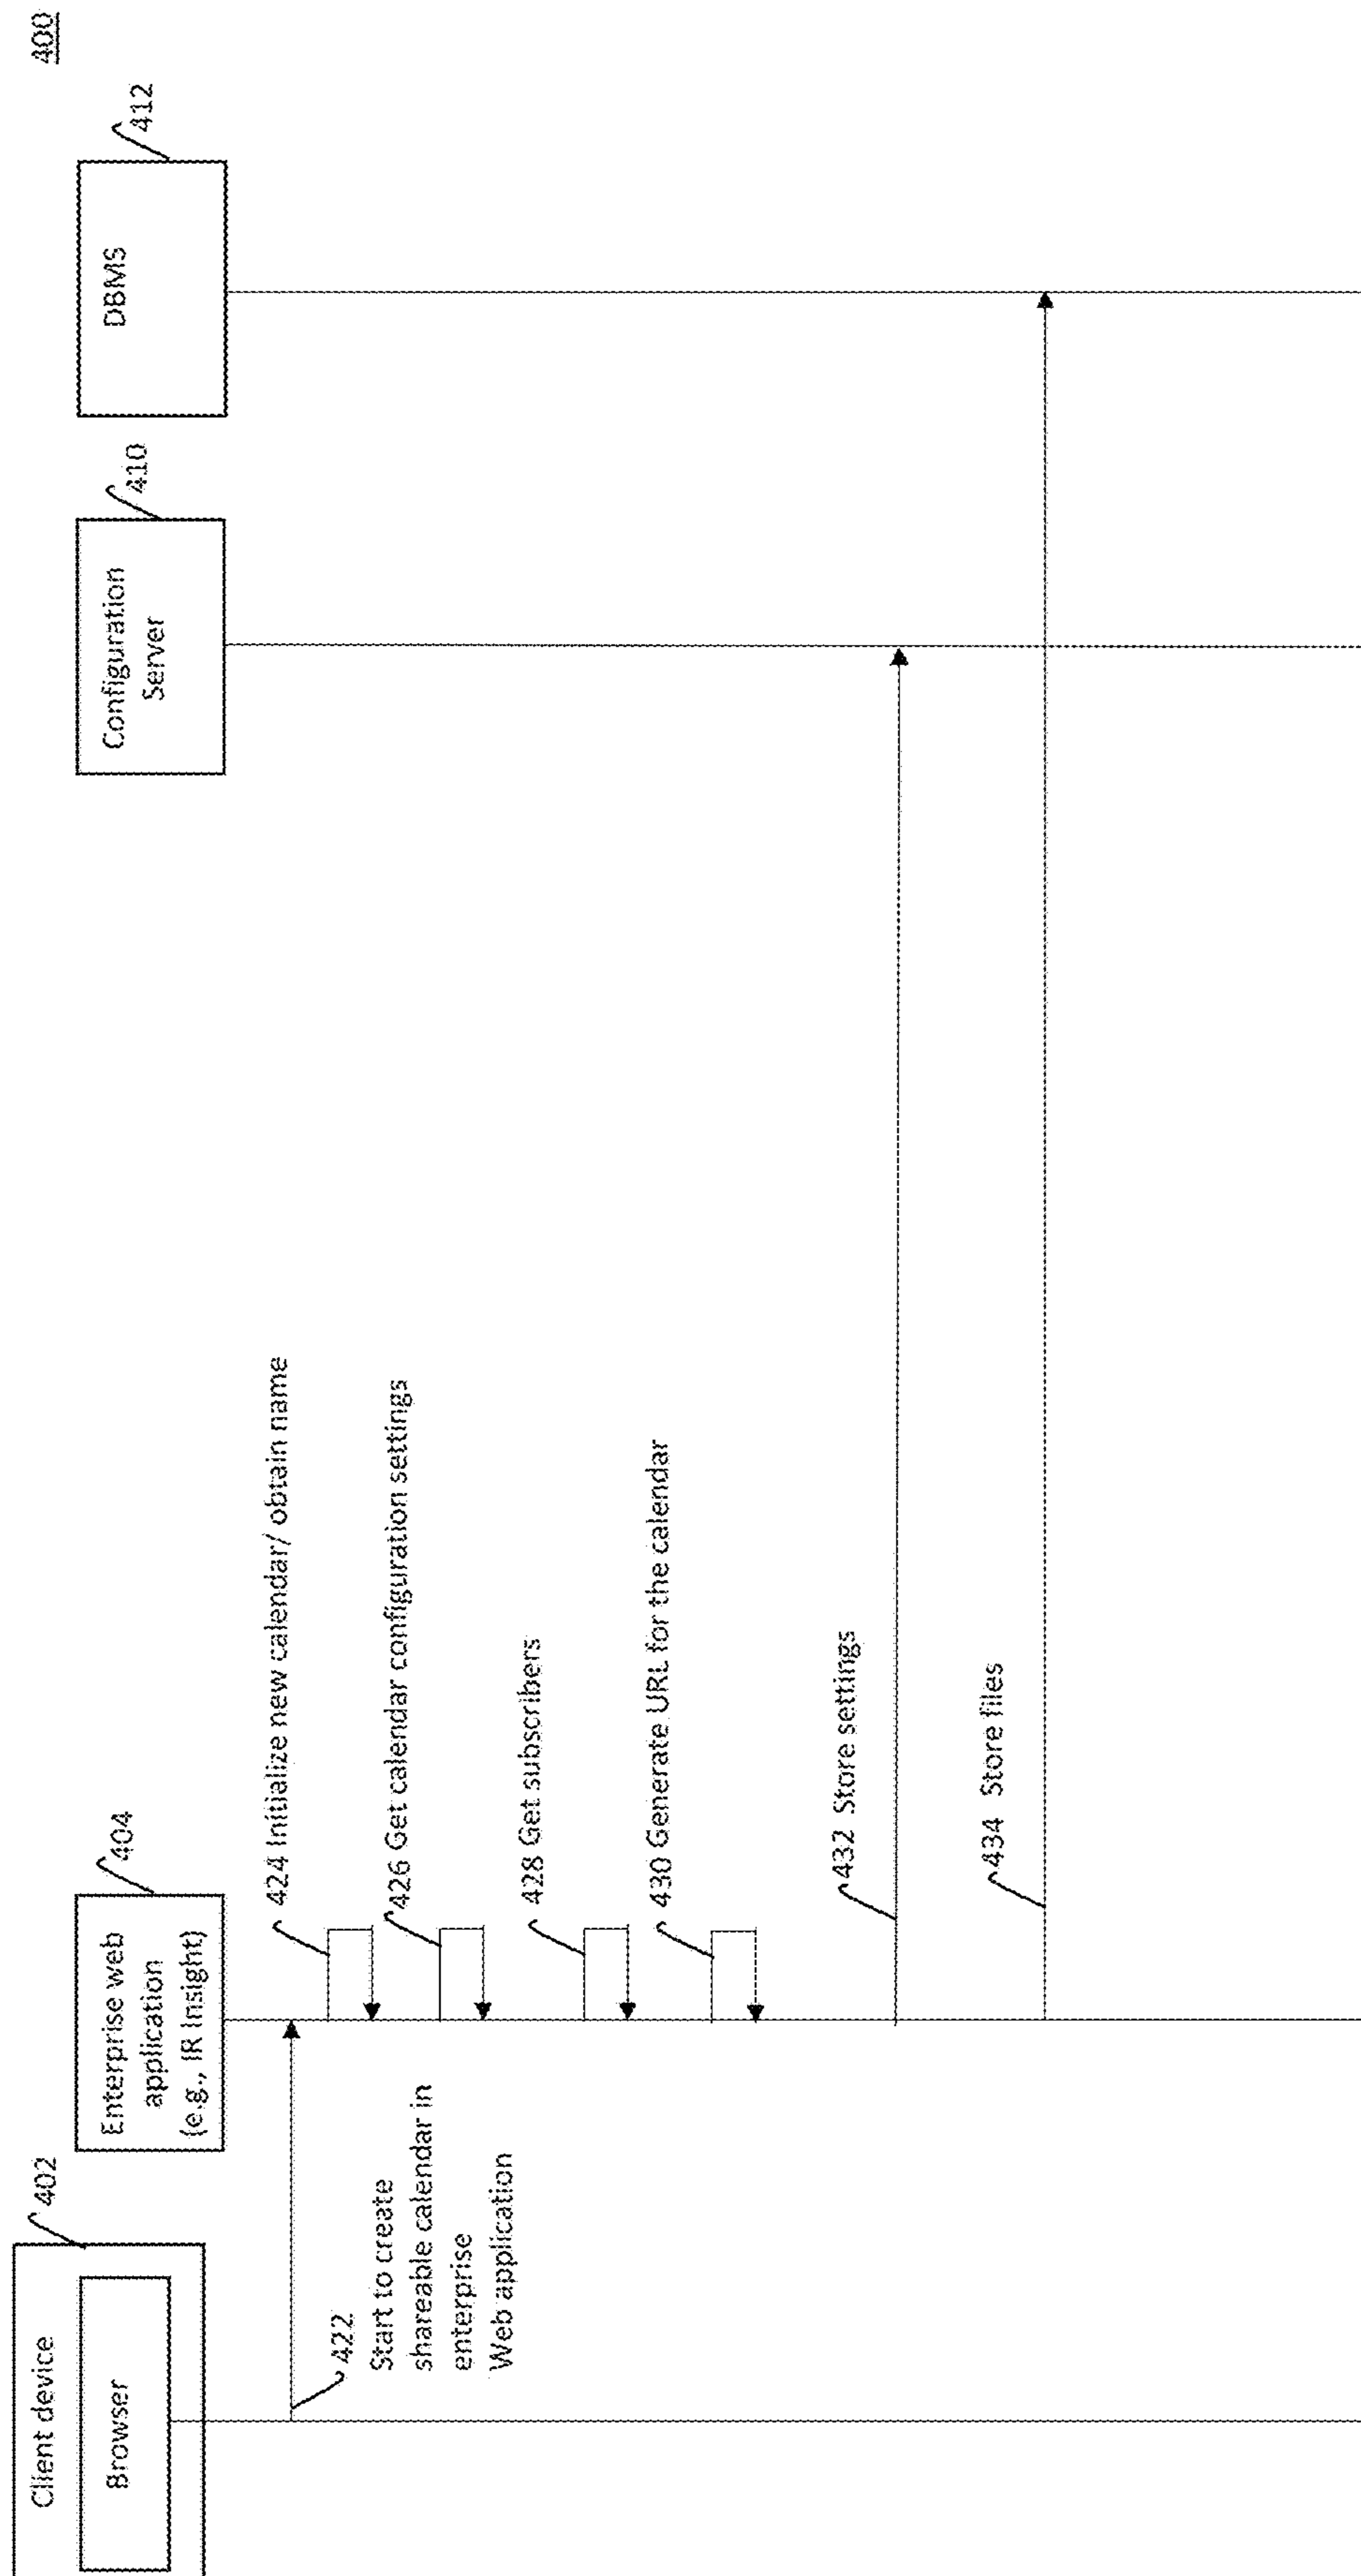 400
Client device
402
Browser
Enterprise web
application
(e.g., IR Insight)
404
Configuration
Server
410
DBMS
412
422
Start to create
shareable calendar in
enterprise
Web application
424 Initialize new calendar/ obtain name
426 Get calendar configuration settings
428 Get subscribers
430 Generate URL for the calendar
432 Store settings
434 Store files